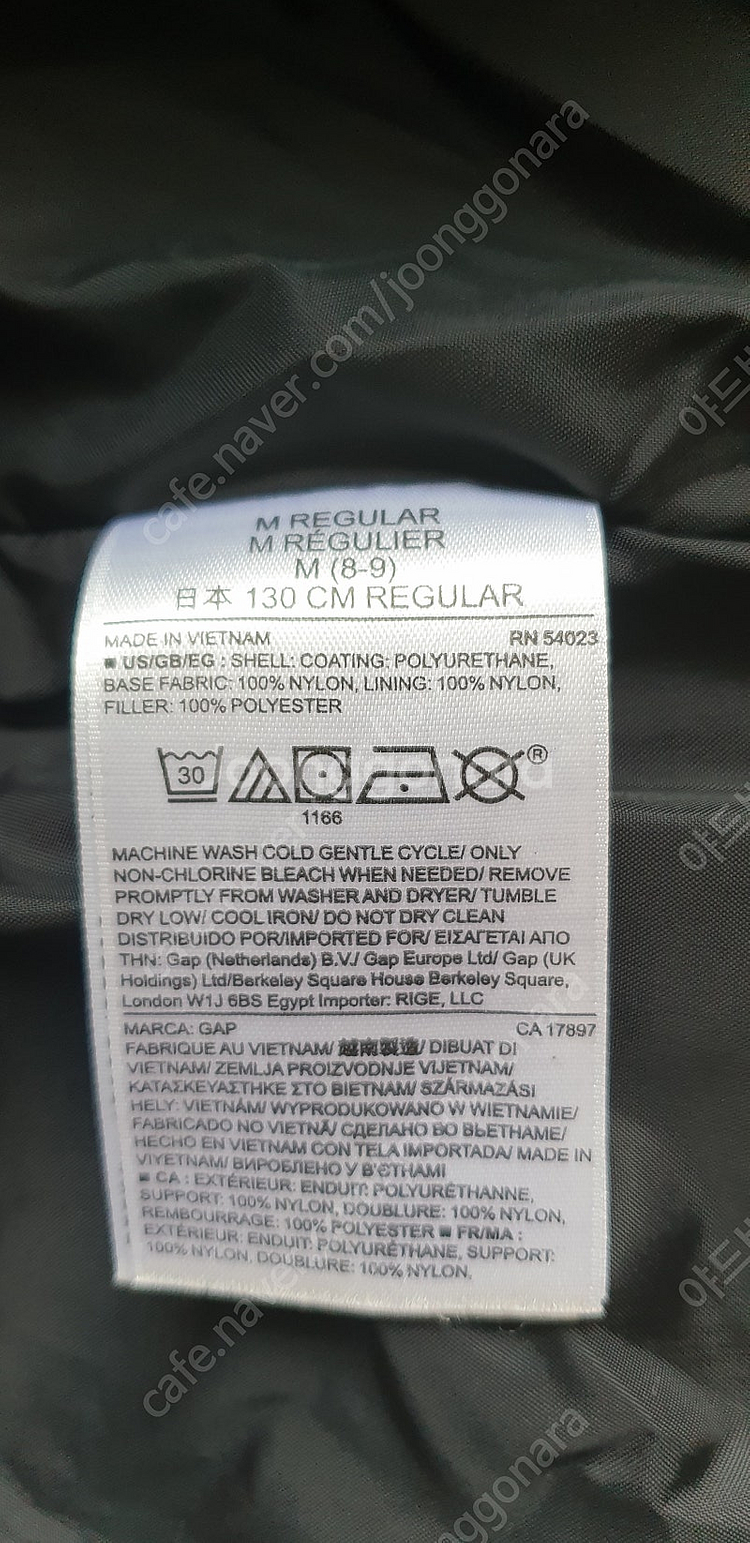 M REGULAR
M RÉGULIER
M (8-9)
日本 130 CM REGULAR
MADE IN VIETNAM RN 54023
■ US/GB/EG : SHELL: COATING: POLYURETHANE,
BASE FABRIC: 100% NYLON, LINING: 100% NYLON,
FILLER: 100% POLYESTER
30
®
1166
MACHINE WASH COLD GENTLE CYCLE/ ONLY
NON-CHLORINE BLEACH WHEN NEEDED/ REMOVE
PROMPTLY FROM WASHER AND DRYER/ TUMBLE
DRY LOW/ COOL IRON/ DO NOT DRY CLEAN
DISTRIBUIDO POR/IMPORTED FOR/ ΕΙΣΑΓΕΤΑΙ ΑΠΟ
ΤΗΝ: Gap (Netherlands) B.V./ Gap Europe Ltd/ Gap (UK
Holdings) Ltd/Berkeley Square House Berkeley Square,
London W1J 6BS Egypt Importer: RIGE, LLC
MARCA: GAP CA 17897
FABRIQUE AU VIETNAM/ 越南製造/ DIBUAT DI
VIETNAM/ ZEMLJA PROIZVODNJE VIJETNAM/
ΚΑΤΑΣΚΕΥΑΣΤΗΚΕ ΣΤΟ ΒΙΕΤΝΑΜ/ SZÁRMAZÁSI
HELY: VIETNÁM/ WYPRODUKOWANO W WIETNAMIE/
FABRICADO NO VIETNÃ/ СДЕЛАНО ВО ВЬЕТНАМЕ/
HECHO EN VIETNAM CON TELA IMPORTADA/ MADE IN
VIYETNAM/ ВИРОБЛЕНО У В'ЄТНАМІ
■ CA : EXTÉRIEUR: ENDUIT: POLYURÉTHANNE,
SUPPORT: 100% NYLON, DOUBLURE: 100% NYLON,
REMBOURRAGE: 100% POLYESTER ■ FR/MA :
EXTÉRIEUR: ENDUIT: POLYURÉTHANE, SUPPORT:
100% NYLON, DOUBLURE: 100% NYLON,
cafe.naver.com/joonggonara